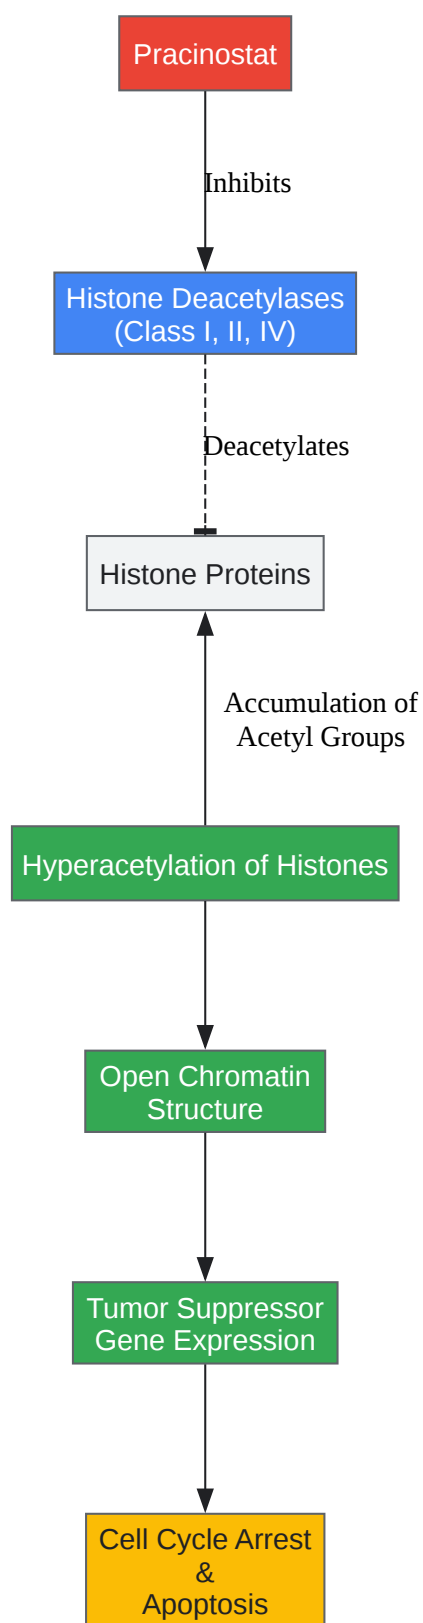 Pracinostat
Inhibits
Histone Deacetylases
(Class I, II, IV)
Deacetylates
Histone Proteins
Accumulation of
Acetyl Groups
Hyperacetylation of Histones
Open Chromatin
Structure
Tumor Suppressor
Gene Expression
Cell Cycle Arrest
&
Apoptosis